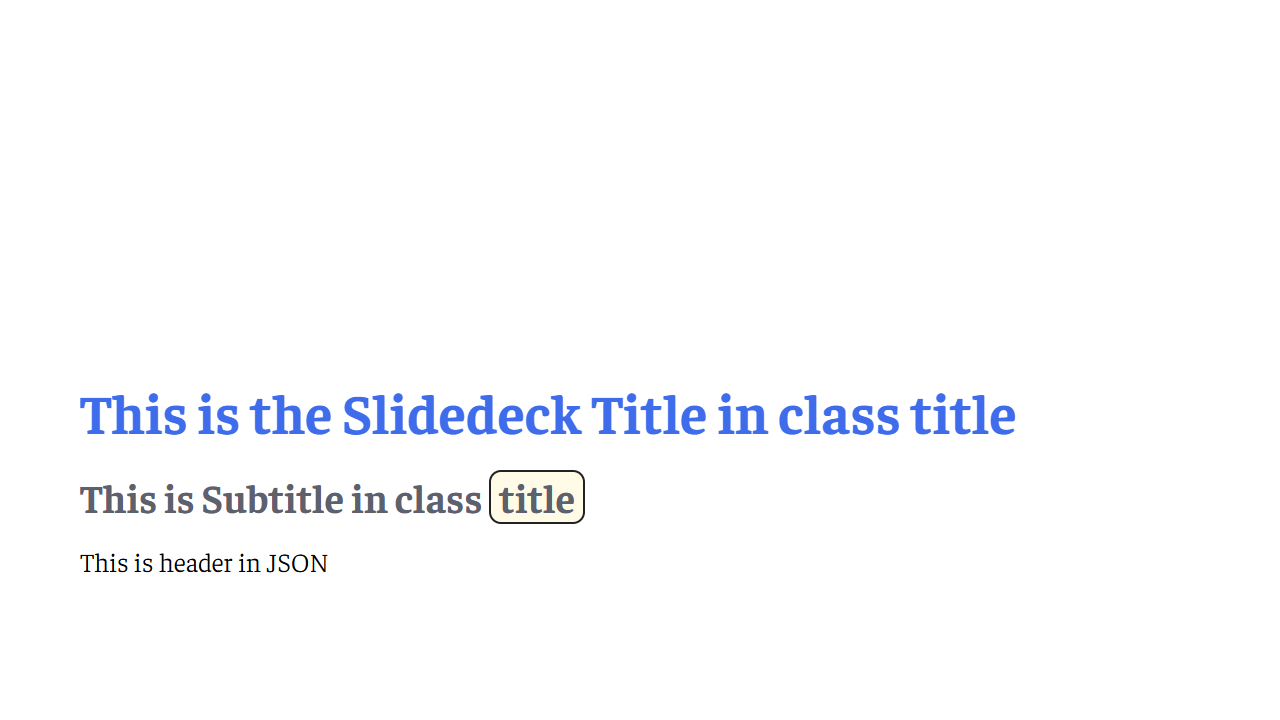 This is the Slidedeck Title in class title
This is Subtitle in class title
This is header in JSON